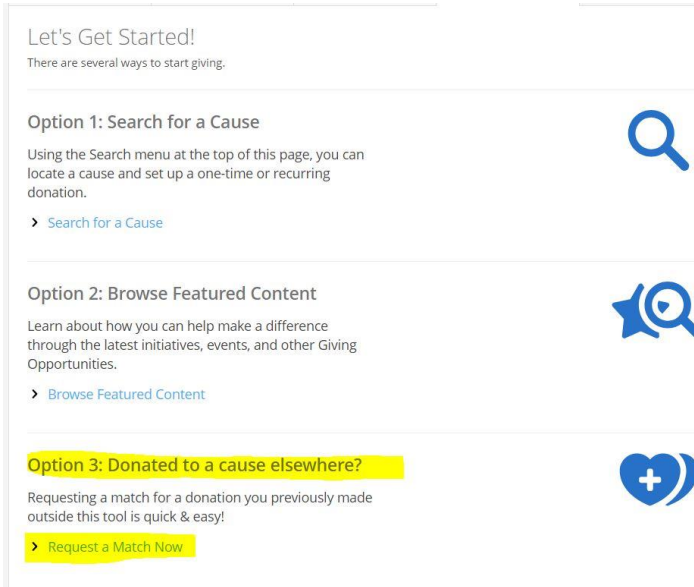 Let's Get Started!
There are several ways to start giving.
Option 1: Search for a Cause
Using the Search menu at the top of this page, you can
locate a cause and set up a one-time or recurring
donation.
Search for a Cause
Option 2: Browse Featured Content
Learn about how you can help make a difference
through the latest initiatives, events, and other Giving
Opportunities.
Browse Featured Content
Option 3: Donated to a cause elsewhere?
Requesting a match for a donation you previously made
outside this tool is quick & easy!
Request a Match Now